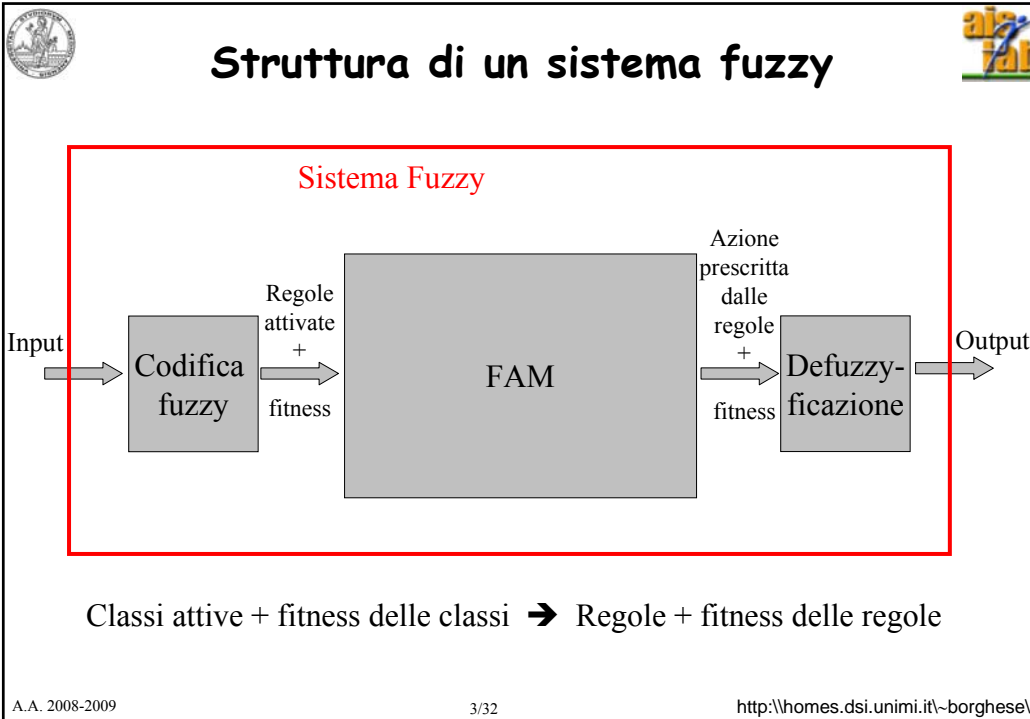 Struttura di un sistema fuzzy
Sistema Fuzzy
Input
Codifica
fuzzy
Regole
attivate
+
fitness
FAM
Azione
prescritta
dalle
regole
+
fitness
Defuzzy-
ficazione
Output
Classi attive + fitness delle classi ➔ Regole + fitness delle regole
A.A. 2008-2009
3/32
http:\\homes.dsi.unimi.it\~borghese\